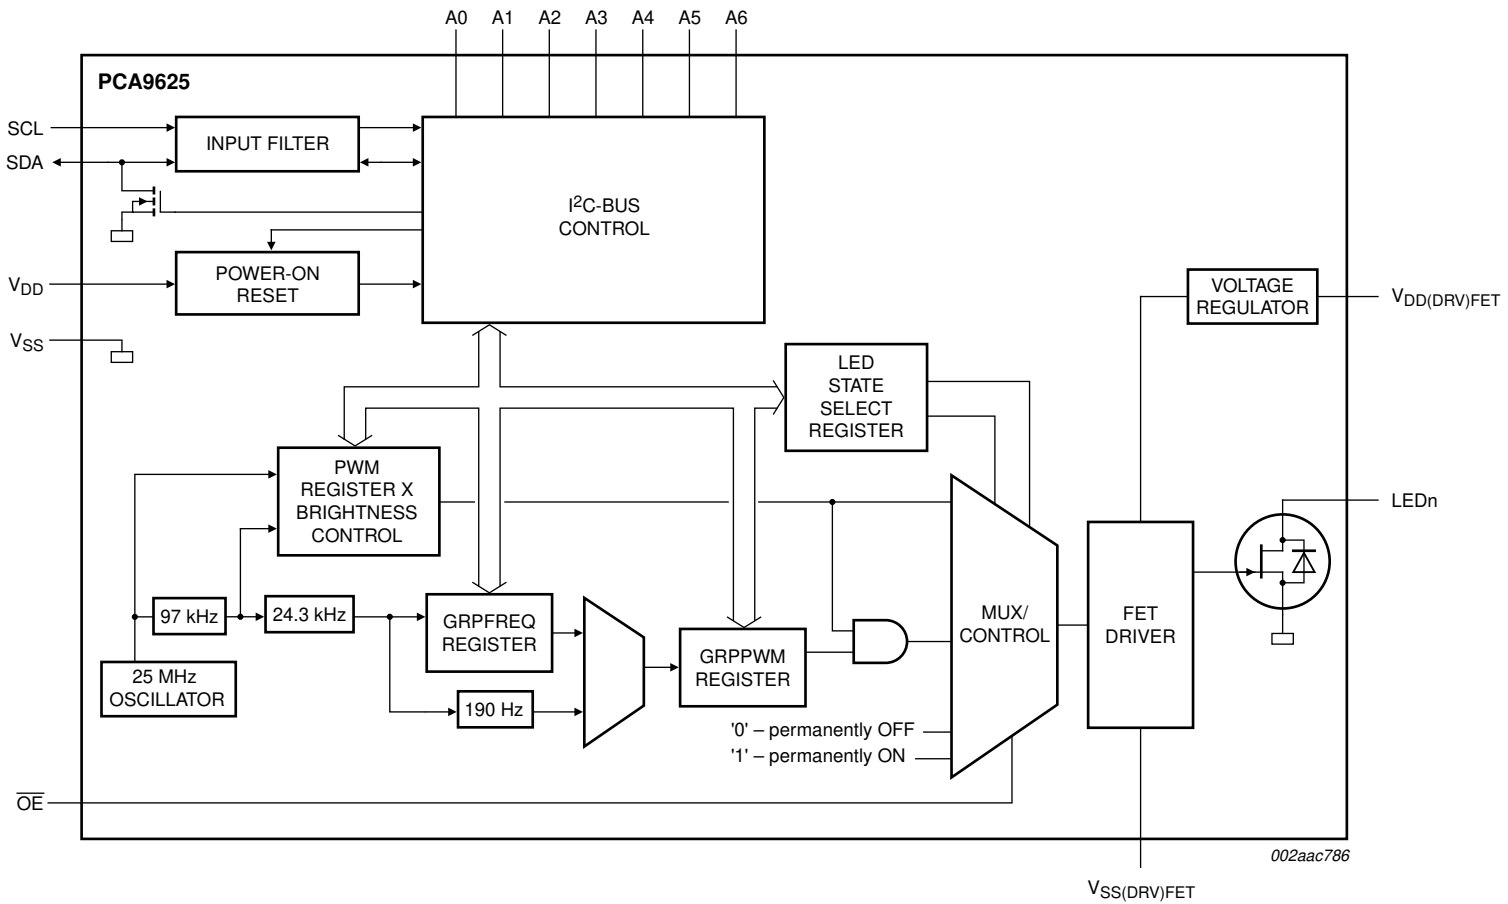 A0 A1 A2 A3 A4 A5 A6
PCA9625
SCL
SDA
INPUT FILTER
I2C-BUS
CONTROL
POWER-ON
RESET
VDD
VSS
VOLTAGE
REGULATOR
VDD(DRV)FET
LED
STATE
SELECT
REGISTER
PWM
REGISTER X
BRIGHTNESS
CONTROL
LEDn
97 kHz
24.3 kHz
GRPFREQ
REGISTER
190 Hz
25 MHz
OSCILLATOR
GRPPWM
REGISTER
MUX/
CONTROL
FET
DRIVER
'0' – permanently OFF
'1' – permanently ON
OE
002aac786
VSS(DRV)FET